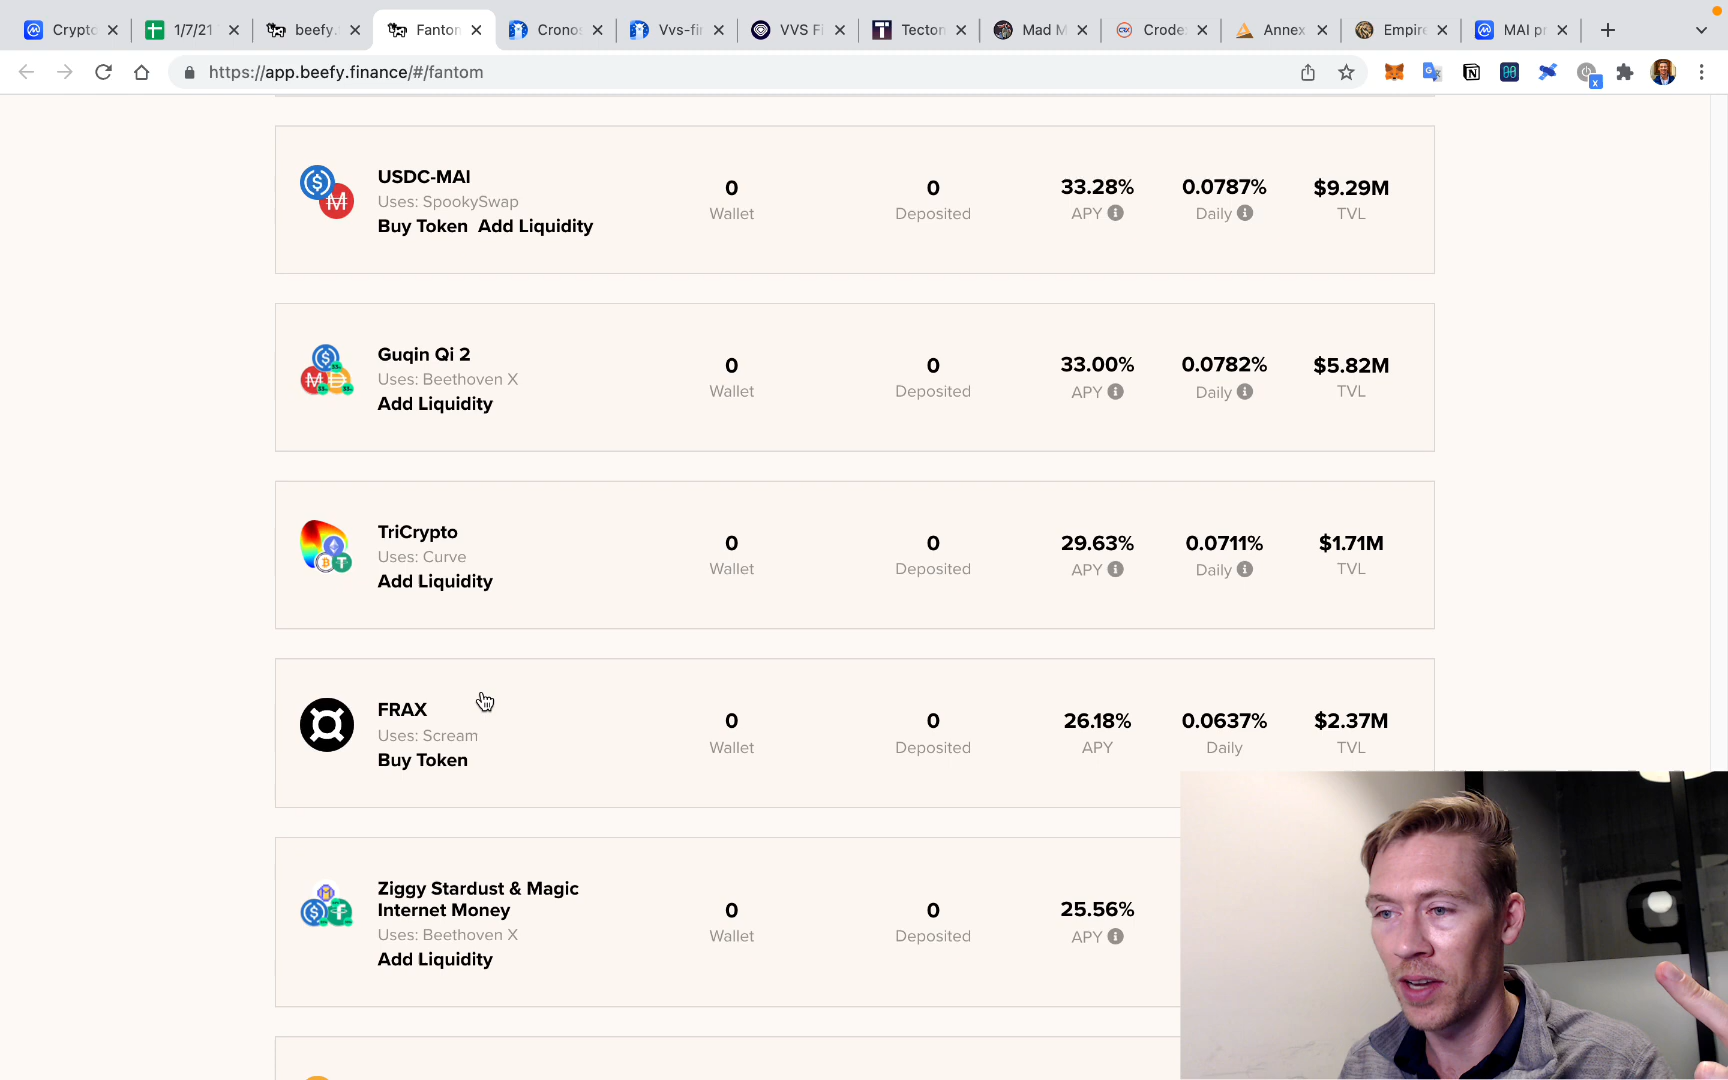 Crypto
1/7/21
beefy.
Fantom
Cronos
Vvs-fin
VVS Fi
Tecton
Mad M
Crode
Annex
Empire
MAI pr
https://app.beefy.finance/#/fantom
USDC-MAI
Uses: SpookySwap
Buy Token Add Liquidity
0
Wallet
0
Deposited
33.28%
APY
0.0787%
Daily
$9.29M
TVL
Guqin Qi 2
Uses: Beethoven X
Add Liquidity
0
Wallet
0
Deposited
33.00%
APY
0.0782%
Daily
$5.82M
TVL
TriCrypto
Uses: Curve
Add Liquidity
0
Wallet
0
Deposited
29.63%
APY
0.0711%
Daily
$1.71M
TVL
FRAX
Uses: Scream
Buy Token
0
Wallet
0
Deposited
26.18%
APY
0.0637%
Daily
$2.37M
TVL
Ziggy Stardust & Magic
Internet Money
Uses: Beethoven X
Add Liquidity
0
Wallet
0
Deposited
25.56%
APY